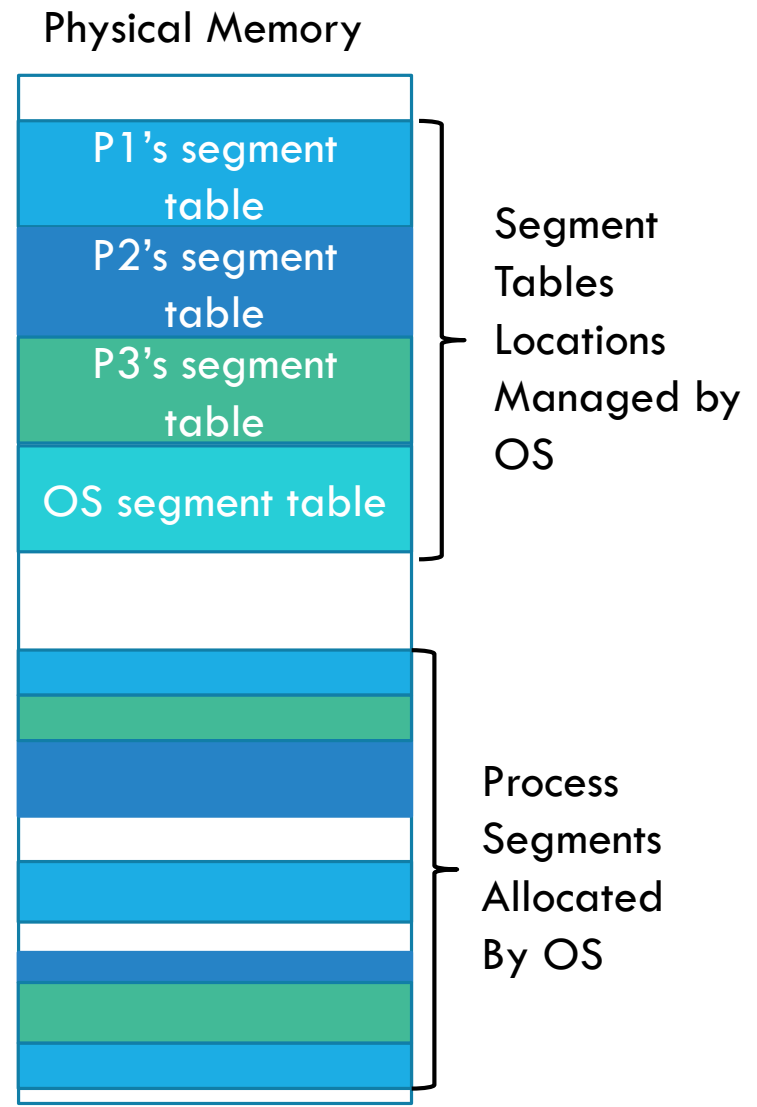 Physical Memory
P1's segment
table
P2's segment
table
P3's segment
table
OS segment table
Segment
Tables
Locations
Managed by
OS
Process
Segments
Allocated
By OS